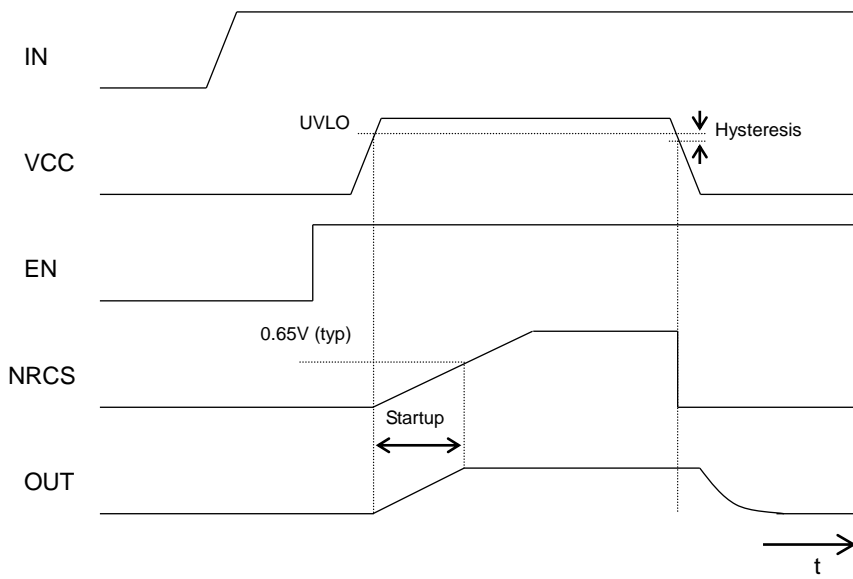 IN
UVLO
Hysteresis
VCC
EN
0.65V (typ)
NRCS
Startup
OUT
t